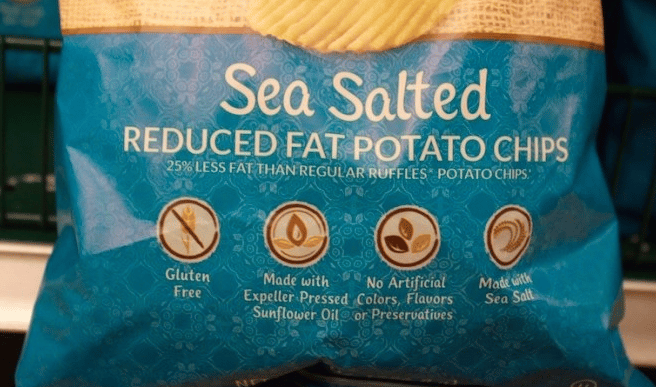 Sea Salted
REDUCED FAT POTATO CHIPS
25% LESS FAT THAN REGULAR RUFFLES® POTATO CHIPS*
Gluten
Free
Made with
Expeller Pressed
Sunflower Oil
No Artificial
Colors, Flavors
or Preservatives
Made with
Sea Salt